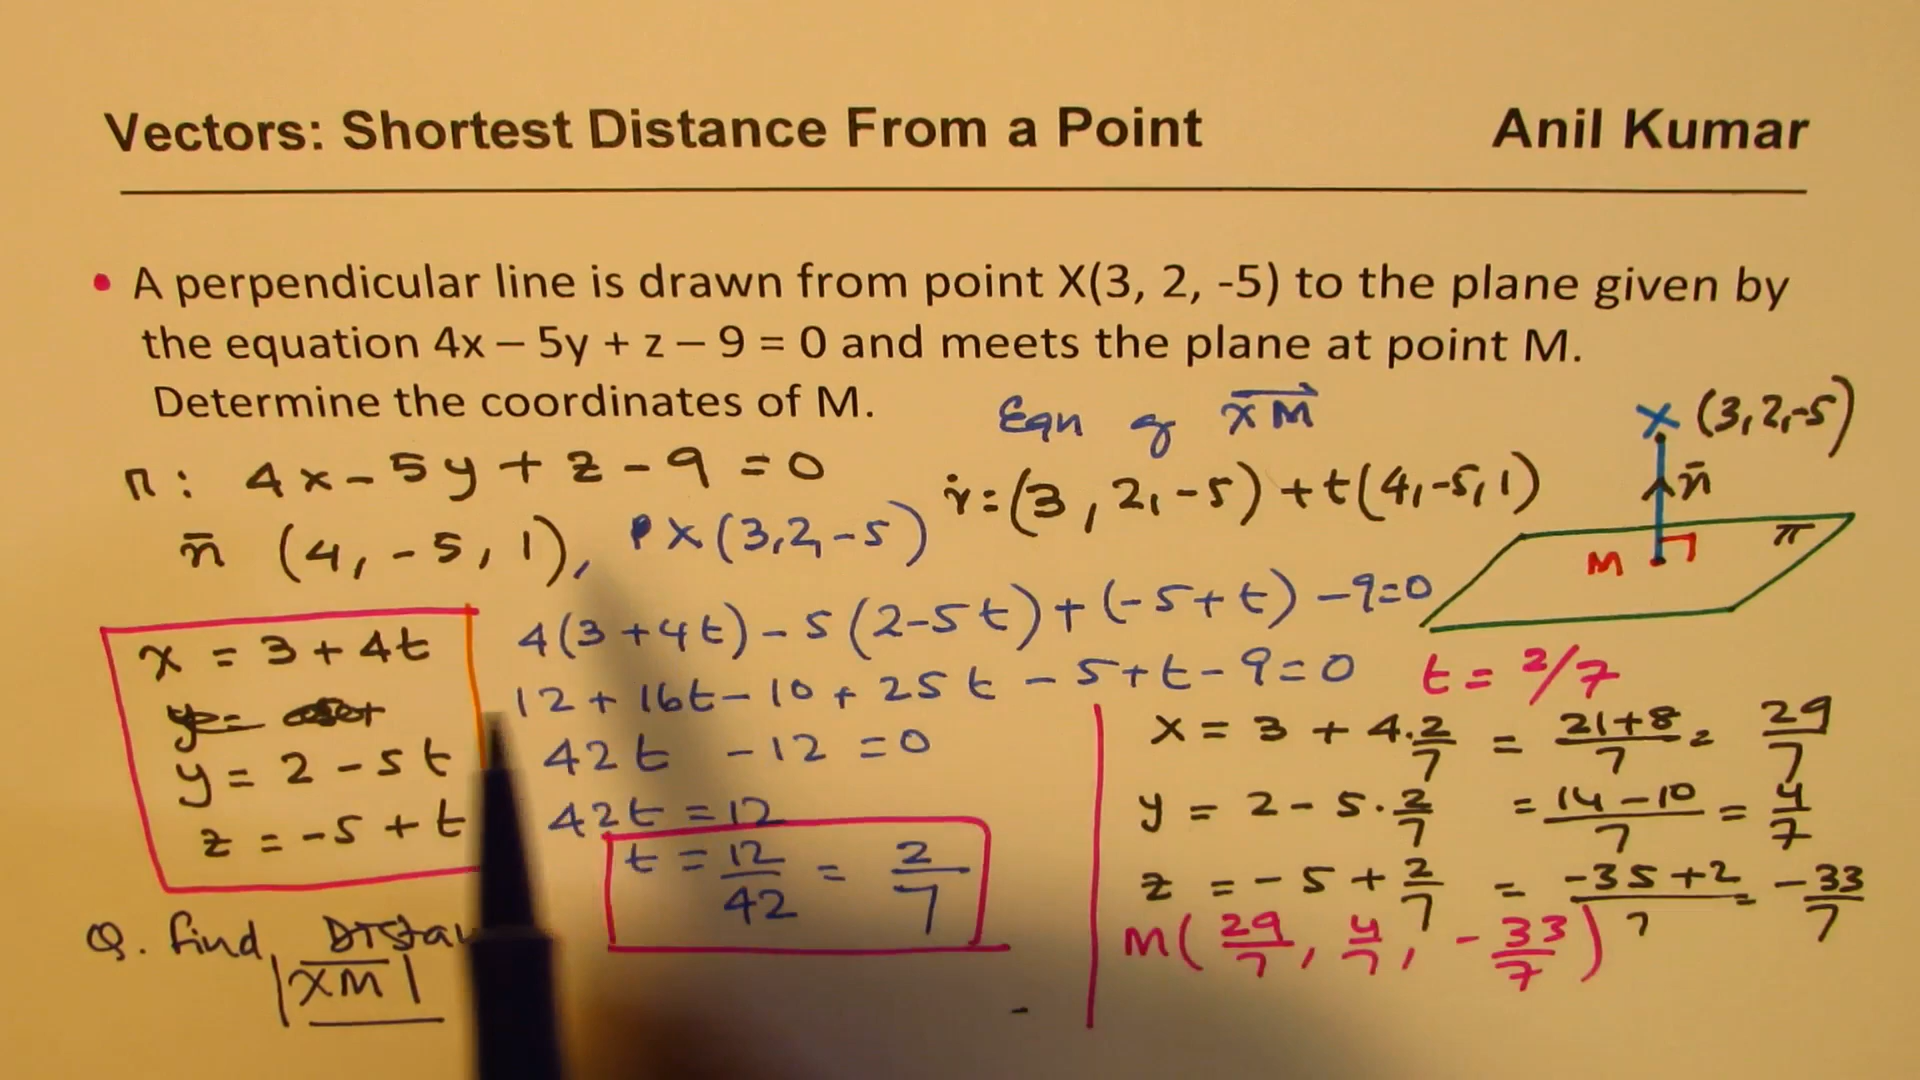 Vectors: Shortest Distance From a Point Anil Kumar
• A perpendicular line is drawn from point X(3, 2, -5) to the plane given by
the equation 4x – 5y + z – 9 = 0 and meets the plane at point M.
Determine the coordinates of M.
Eqn of XM
X (3,2,-5)
π: 4x - 5y + z - 9 = 0
r = (3, 2, -5) + t(4, -5, 1)
n̄
n̄ (4, -5, 1), X(3,2,-5)
M π
x = 3 + 4t
y = 2 - 5t
z = -5 + t
4(3+4t) - 5(2-5t) + (-5+t) - 9 = 0
12 + 16t - 10 + 25t - 5 + t - 9 = 0
42t - 12 = 0
42t = 12
t = 12/42 = 2/7
t = 2/7
x = 3 + 4·2/7 = 21+8/7 = 29/7
y = 2 - 5·2/7 = 14-10/7 = 4/7
z = -5 + 2/7 = -35+2/7 = -33/7
M(29/7, 4/7, -33/7)
Q. Find
|XM|